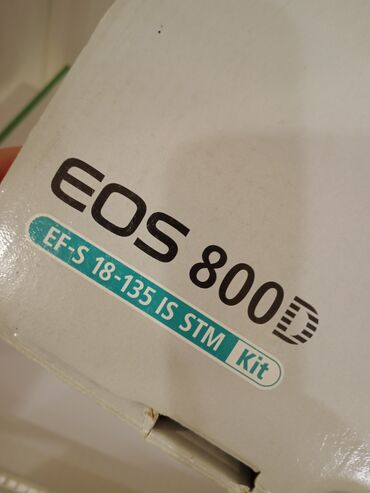 EOS 800D
EF-S 18-135 IS STM Kit